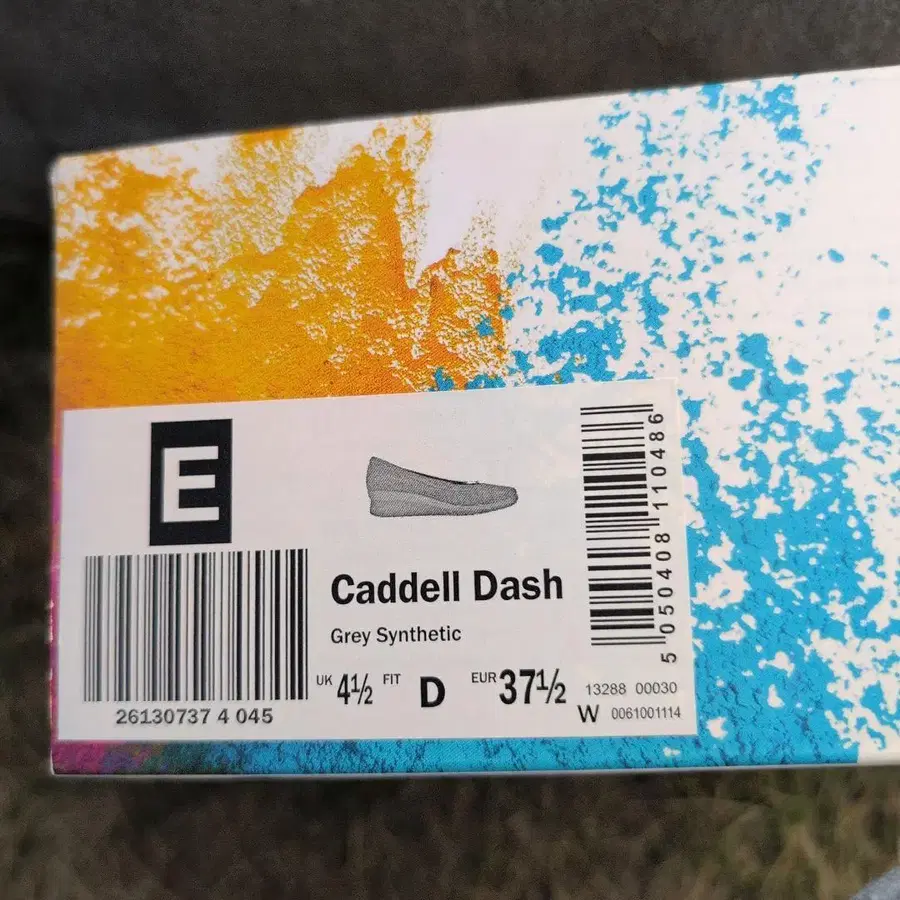 E
26130737 4 045
Caddell Dash
Grey Synthetic
UK 4½ FIT D EUR 37½
5 050408 110486
13288 00030
W 0061001114